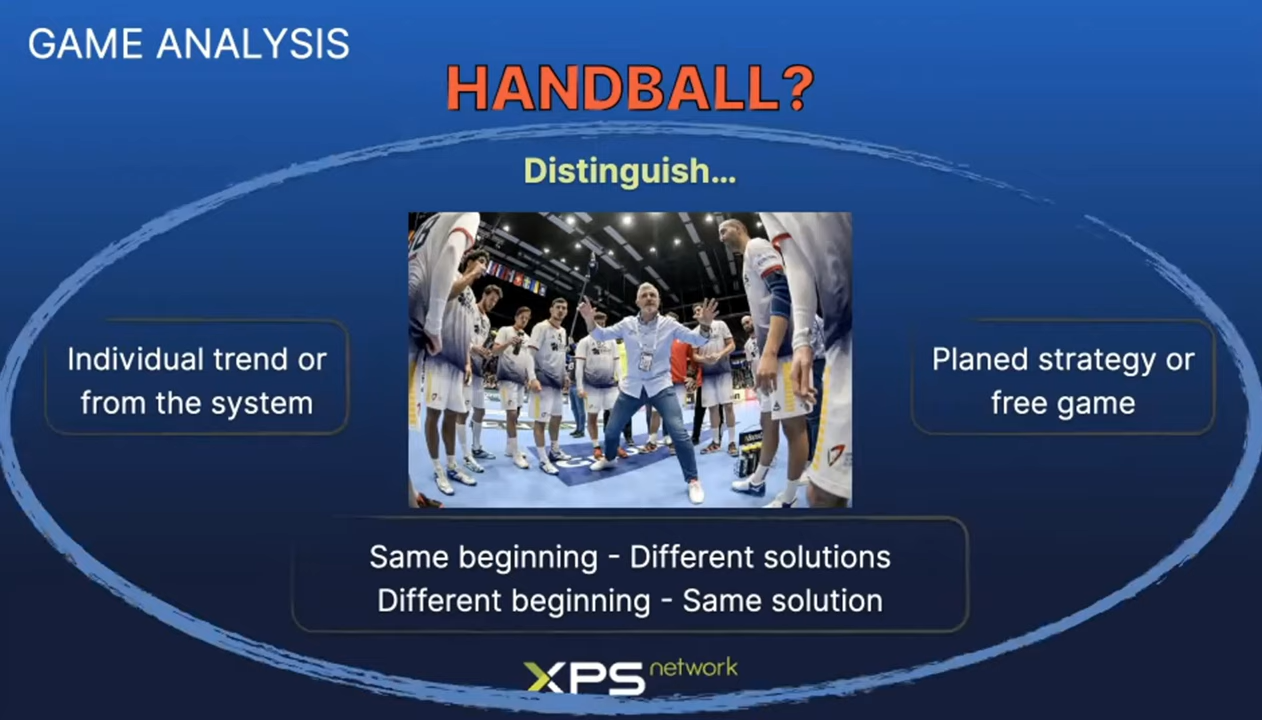 GAME ANALYSIS
HANDBALL?
Distinguish...
Individual trend or
from the system
Planed strategy or
free game
Same beginning - Different solutions
Different beginning - Same solution
XPS network